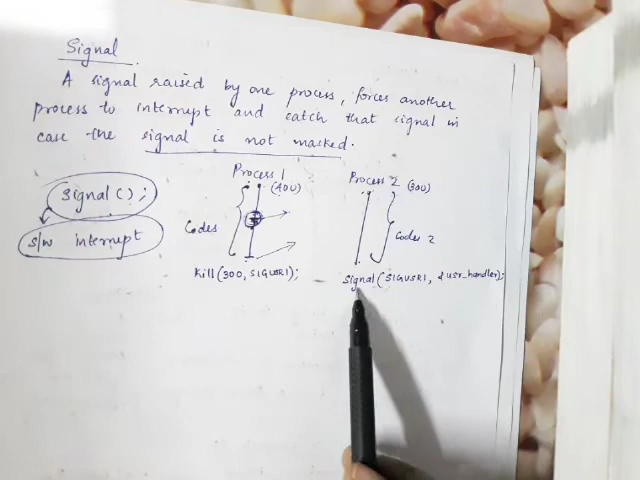 Signal
A signal raised by one process, forces another
process to interrupt and catch that signal in
case the signal is not masked.
Process 1
(400)
Process 2 (300)
Signal();
Codes
S/w interrupt
Codes 2
Kill(300, SIGUSR1);
Signal(SIGUSR1, &usr_handler);